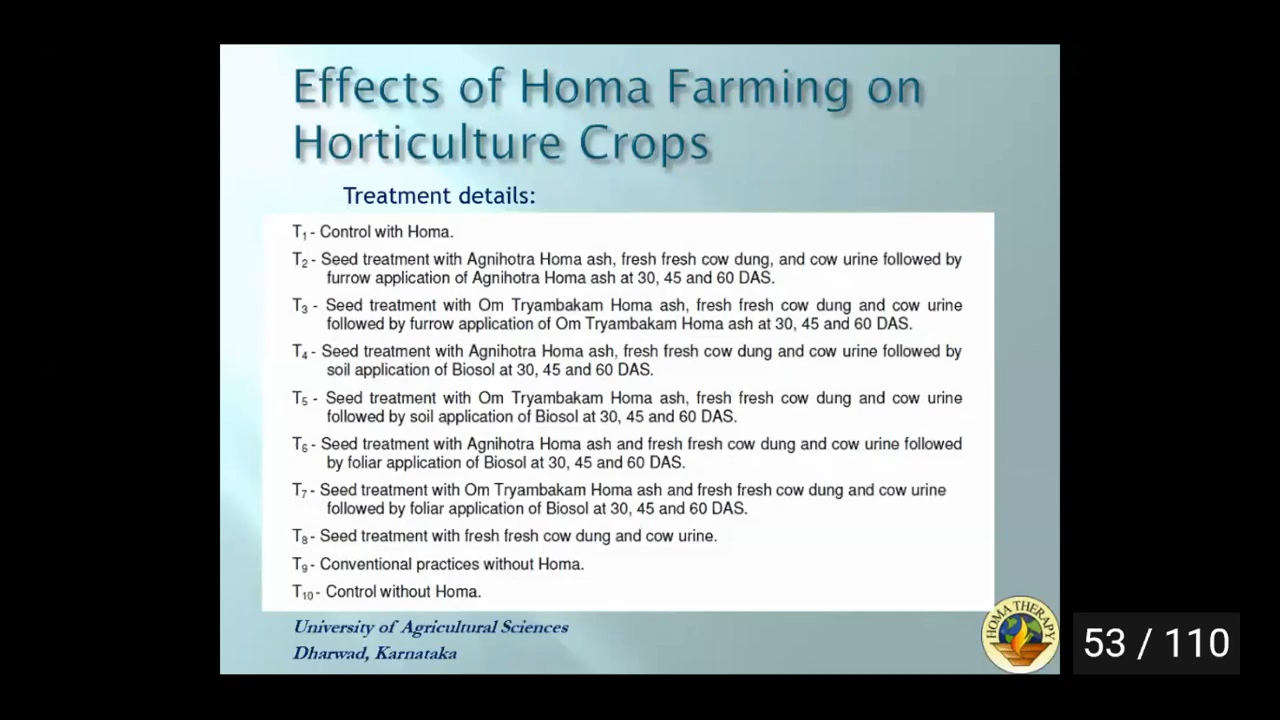 Effects of Homa Farming on
Horticulture Crops
Treatment details:
T₁ - Control with Homa.
T₂ - Seed treatment with Agnihotra Homa ash, fresh fresh cow dung, and cow urine followed by
furrow application of Agnihotra Homa ash at 30, 45 and 60 DAS.
T₃ - Seed treatment with Om Tryambakam Homa ash, fresh fresh cow dung and cow urine
followed by furrow application of Om Tryambakam Homa ash at 30, 45 and 60 DAS.
T₄ - Seed treatment with Agnihotra Homa ash, fresh fresh cow dung and cow urine followed by
soil application of Biosol at 30, 45 and 60 DAS.
T₅ - Seed treatment with Om Tryambakam Homa ash, fresh fresh cow dung and cow urine
followed by soil application of Biosol at 30, 45 and 60 DAS.
T₆ - Seed treatment with Agnihotra Homa ash and fresh fresh cow dung and cow urine followed
by foliar application of Biosol at 30, 45 and 60 DAS.
T₇ - Seed treatment with Om Tryambakam Homa ash and fresh fresh cow dung and cow urine
followed by foliar application of Biosol at 30, 45 and 60 DAS.
T₈ - Seed treatment with fresh fresh cow dung and cow urine.
T₉ - Conventional practices without Homa.
T₁₀ - Control without Homa.
University of Agricultural Sciences
Dharwad, Karnataka
HOMA THERAPY
53 / 110